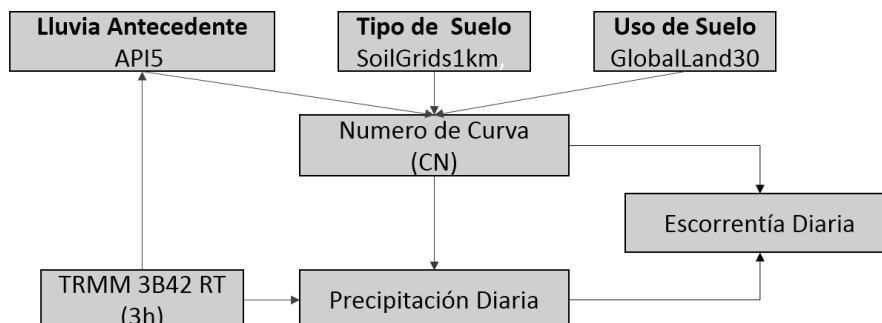 Lluvia Antecedente
API5
Tipo de Suelo
SoilGrids1km,
Uso de Suelo
GlobalLand30
Numero de Curva
(CN)
Escorrentía Diaria
TRMM 3B42 RT
(3h)
Precipitación Diaria